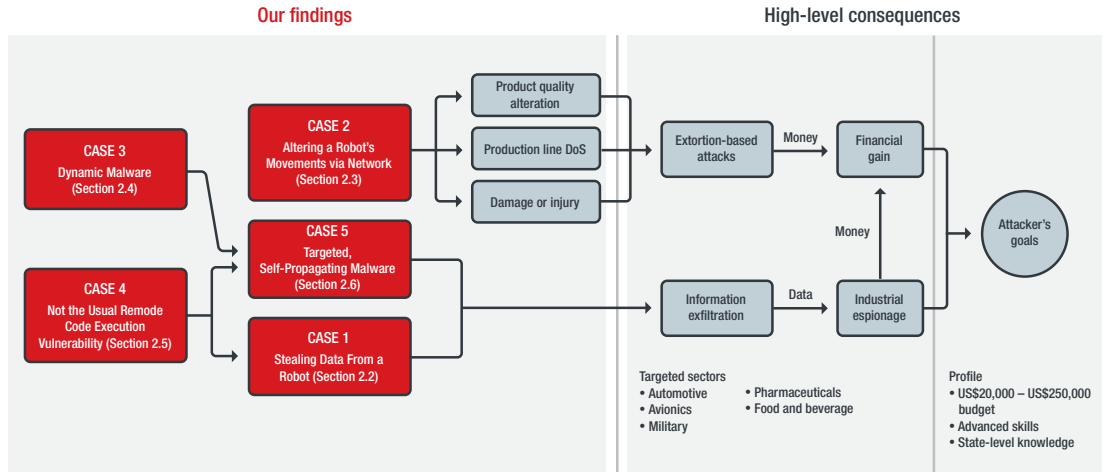 Our findings
High-level consequences
CASE 3
Dynamic Malware
(Section 2.4)
CASE 4
Not the Usual Remode
Code Execution
Vulnerability (Section 2.5)
CASE 2
Altering a Robot's
Movements via Network
(Section 2.3)
CASE 5
Targeted,
Self-Propagating Malware
(Section 2.6)
CASE 1
Stealing Data From a
Robot (Section 2.2)
Product quality
alteration
Production line DoS
Damage or injury
Extortion-based
attacks
Money
Financial
gain
Money
Information
exfiltration
Data
Industrial
espionage
Attacker's
goals
Targeted sectors
• Automotive
• Avionics
• Military
• Pharmaceuticals
• Food and beverage
Profile
• US$20,000 – US$250,000
budget
• Advanced skills
• State-level knowledge